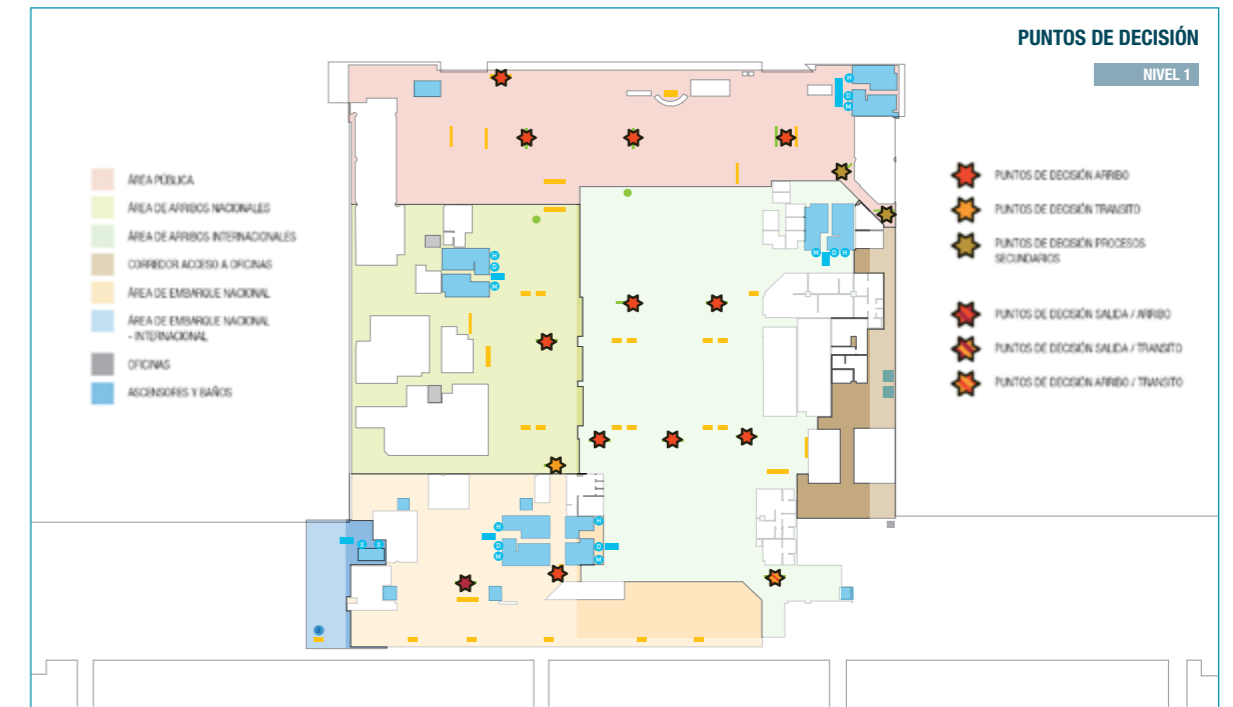 PUNTOS DE DECISIÓN
NIVEL 1
ÁREA PÚBLICA
ÁREA DE ARRIBOS NACIONALES
ÁREA DE ARRIBOS INTERNACIONALES
CORREDOR ACCESO A OFICINAS
ÁREA DE EMBARQUE NACIONAL
ÁREA DE EMBARQUE NACIONAL
- INTERNACIONAL
OFICINAS
ASCENSORES Y BAÑOS
PUNTOS DE DECISIÓN ARRIBO
PUNTOS DE DECISIÓN TRANSITO
PUNTOS DE DECISIÓN PROCESOS
SECUNDARIOS
PUNTOS DE DECISIÓN SALIDA / ARRIBO
PUNTOS DE DECISIÓN SALIDA / TRANSITO
PUNTOS DE DECISIÓN ARRIBO / TRANSITO
H
D
M
H
D
M
M
D
H
H
D
M
H
D
M